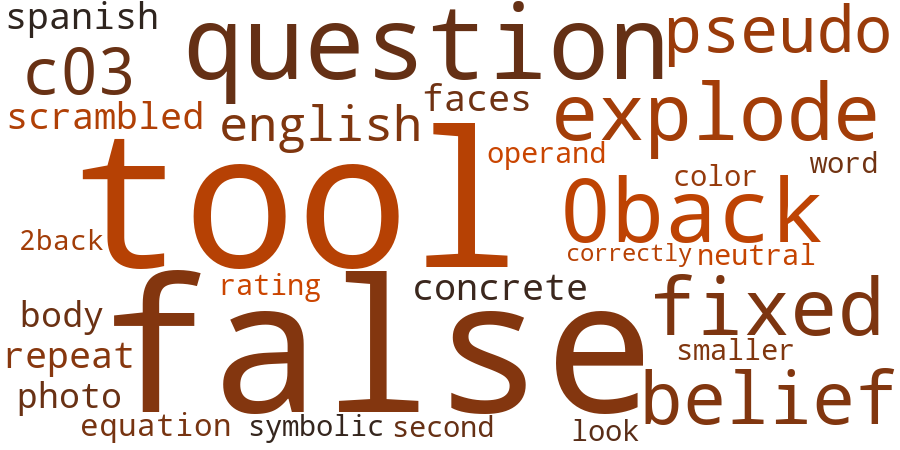 spanish
question
pseudo
c03
faces
explode
scrambled
english
tool
operand
word
color
0back
2back
correctly
neutral
rating
concrete
false
fixed
body
smaller
repeat
belief
photo
equation
symbolic
second
look